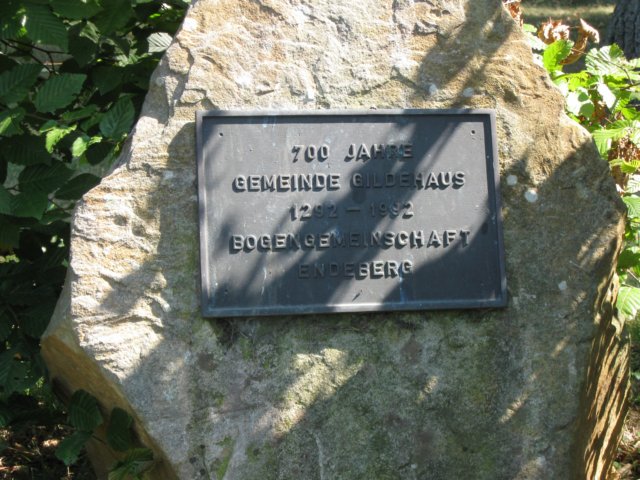 700 JAHRE
GEMEINDE GILDEHAUS
1292 – 1992
BOGENGEMEINSCHAFT
ENDEBERG